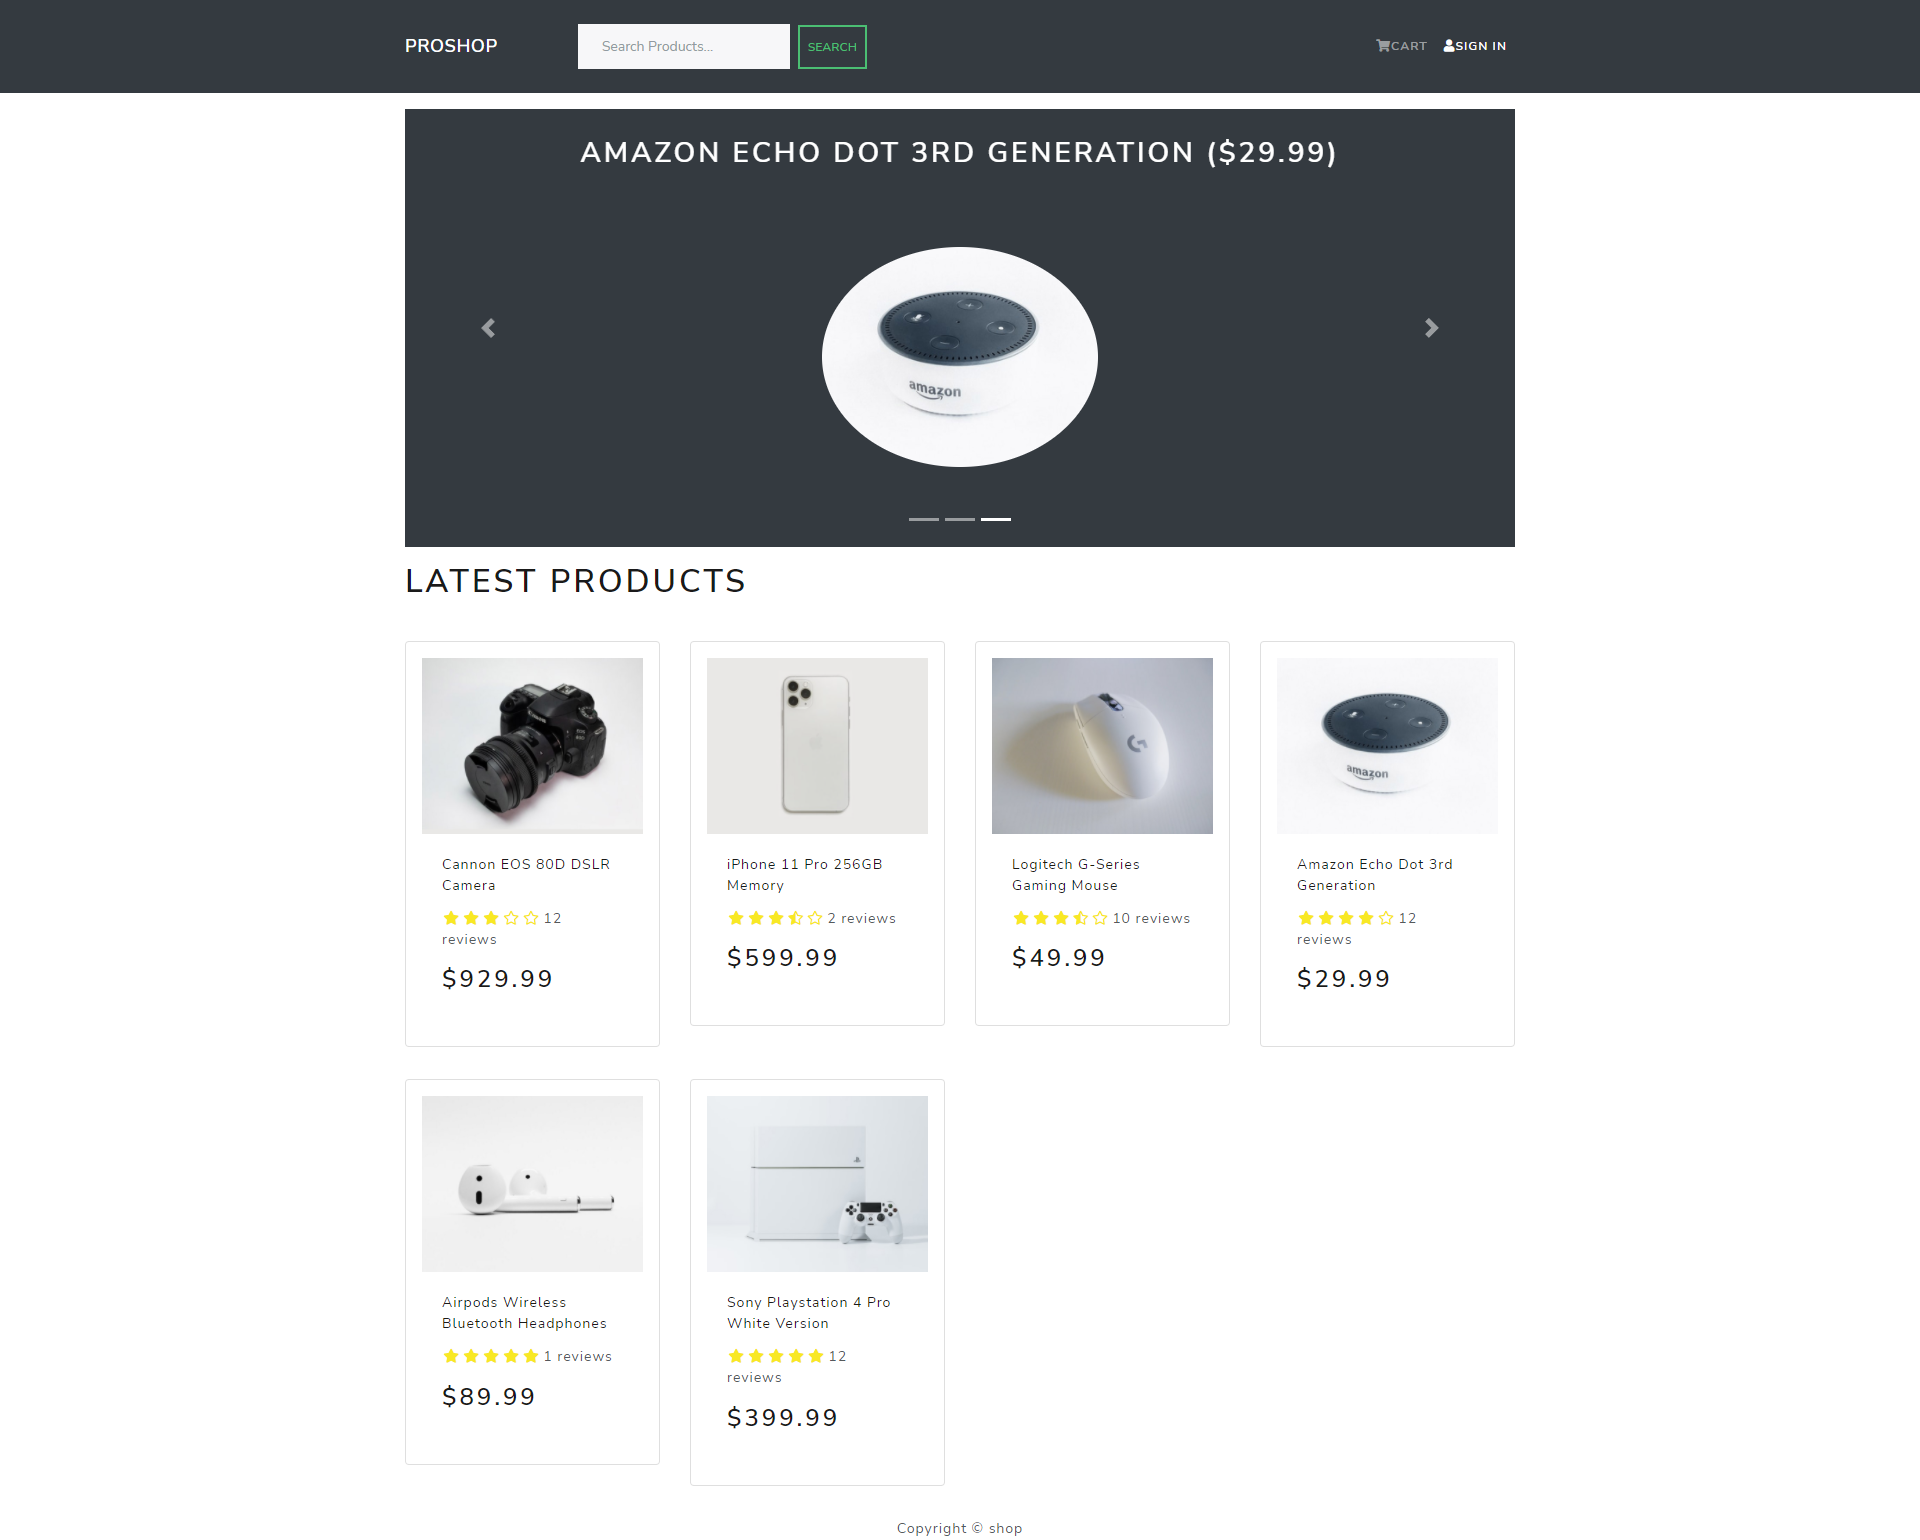 PROSHOP
Search Products...
SEARCH
CART
SIGN IN
AMAZON ECHO DOT 3RD GENERATION ($29.99)
amazon
LATEST PRODUCTS
Canon
amazon
Cannon EOS 80D DSLR
Camera
12
reviews
$929.99
iPhone 11 Pro 256GB
Memory
2 reviews
$599.99
Logitech G-Series
Gaming Mouse
10 reviews
$49.99
Amazon Echo Dot 3rd
Generation
12
reviews
$29.99
Airpods Wireless
Bluetooth Headphones
1 reviews
$89.99
Sony Playstation 4 Pro
White Version
12
reviews
$399.99
Copyright © shop